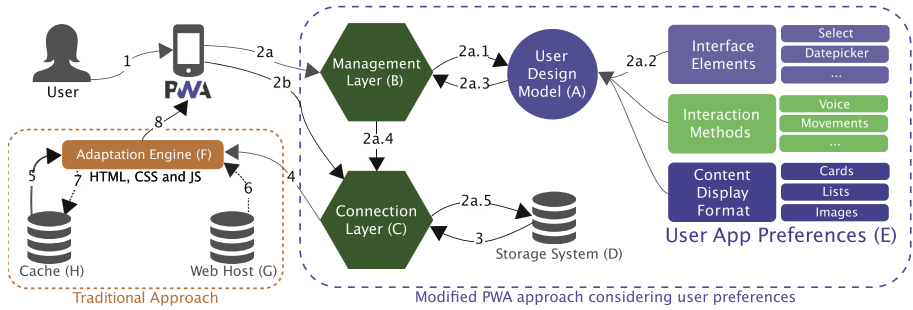 User
1
PWA
2a
2b
Management
Layer (B)
2a.1
2a.3
User
Design
Model (A)
2a.2
Interface
Elements
Select
Datepicker
...
Interaction
Methods
Voice
Movements
...
Content
Display
Format
Cards
Lists
Images
User App Preferences (E)
2a.4
Connection
Layer (C)
2a.5
3
Storage System (D)
4
8
Adaptation Engine (F)
HTML, CSS and JS
5
7
6
Cache (H)
Web Host (G)
Traditional Approach
Modified PWA approach considering user preferences